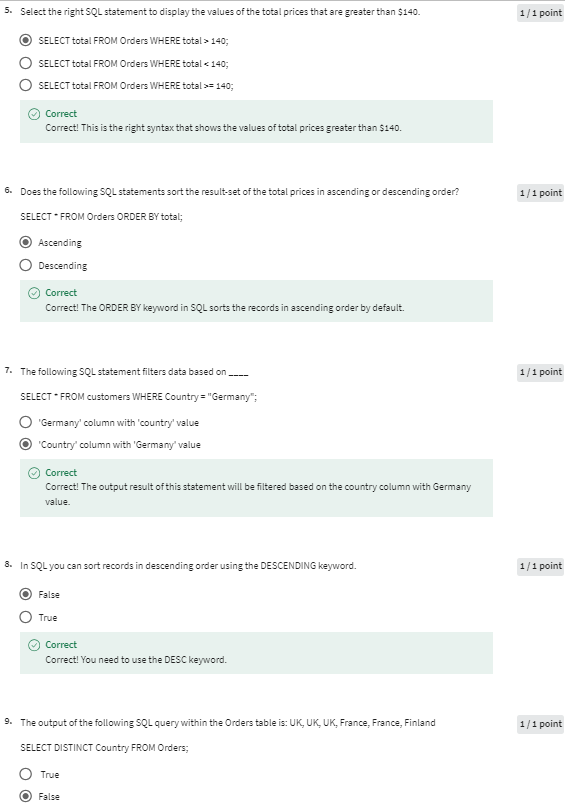 5. Select the right SQL statement to display the values of the total prices that are greater than $140.
1 / 1 point
SELECT total FROM Orders WHERE total > 140;
SELECT total FROM Orders WHERE total < 140;
SELECT total FROM Orders WHERE total >= 140;
Correct
Correct! This is the right syntax that shows the values of total prices greater than $140.
6. Does the following SQL statements sort the result-set of the total prices in ascending or descending order?
1 / 1 point
SELECT * FROM Orders ORDER BY total;
Ascending
Descending
Correct
Correct! The ORDER BY keyword in SQL sorts the records in ascending order by default.
7. The following SQL statement filters data based on ____
1 / 1 point
SELECT * FROM customers WHERE Country = "Germany";
'Germany' column with 'country' value
'Country' column with 'Germany' value
Correct
Correct! The output result of this statement will be filtered based on the country column with Germany
value.
8. In SQL you can sort records in descending order using the DESCENDING keyword.
1 / 1 point
False
True
Correct
Correct! You need to use the DESC keyword.
9. The output of the following SQL query within the Orders table is: UK, UK, UK, France, France, Finland
1 / 1 point
SELECT DISTINCT Country FROM Orders;
True
False